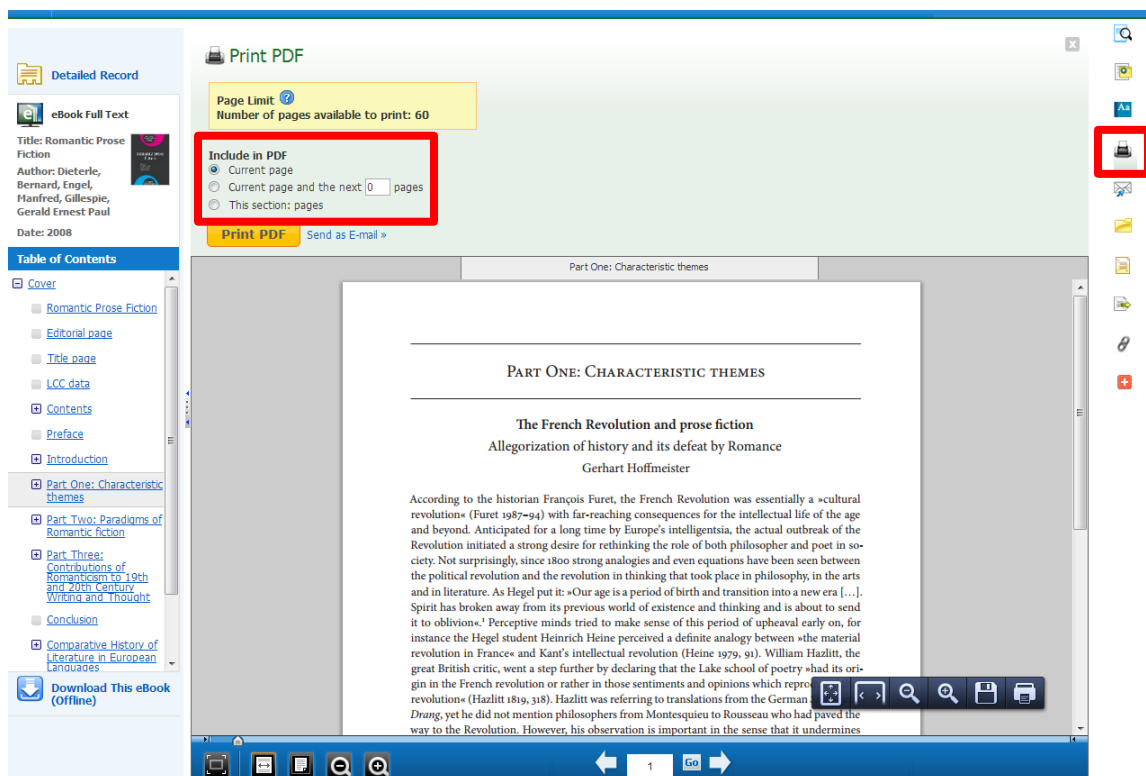 Detailed Record
eBook Full Text
Title: Romantic Prose
Fiction
Author: Dieterle,
Bernard, Engel,
Manfred, Gillespie,
Gerald Ernest Paul
Date: 2008
Table of Contents
Cover
Romantic Prose Fiction
Editorial page
Title page
LCC data
Contents
Preface
Introduction
Part One: Characteristic
themes
Part Two: Paradigms of
Romantic fiction
Part Three:
Contributions of
Romanticism to 19th
and 20th Century
Writing and Thought
Conclusion
Comparative History of
Literature in European
Languages
Download This eBook
(Offline)
Print PDF
Page Limit ?
Number of pages available to print: 60
Include in PDF
Current page
Current page and the next 0 pages
This section: pages
Print PDF Send as E-mail »
Part One: Characteristic themes
PART ONE: CHARACTERISTIC THEMES
The French Revolution and prose fiction
Allegorization of history and its defeat by Romance
Gerhart Hoffmeister
According to the historian François Furet, the French Revolution was essentially a »cultural
revolution« (Furet 1987–94) with far-reaching consequences for the intellectual life of the age
and beyond. Anticipated for a long time by Europe's intelligentsia, the actual outbreak of the
Revolution initiated a strong desire for rethinking the role of both philosopher and poet in so-
ciety. Not surprisingly, since 1800 strong analogies and even equations have been seen between
the political revolution and the revolution in thinking that took place in philosophy, in the arts
and in literature. As Hegel put it: »Our age is a period of birth and transition into a new era […].
Spirit has broken away from its previous world of existence and thinking and is about to send
it to oblivion«.¹ Perceptive minds tried to make sense of this period of upheaval early on, for
instance the Hegel student Heinrich Heine perceived a definite analogy between »the material
revolution in France« and Kant's intellectual revolution (Heine 1979, 91). William Hazlitt, the
great British critic, went a step further by declaring that the Lake school of poetry »had its ori-
gin in the French revolution or rather in those sentiments and opinions which
revolution« (Hazlitt 1819, 318). Hazlitt was referring to translations from the German
Drang, yet he did not mention philosophers from Montesquieu to Rousseau who had paved the
way to the Revolution. However, his observation is important in the sense that it undermines
1 Go
Aa